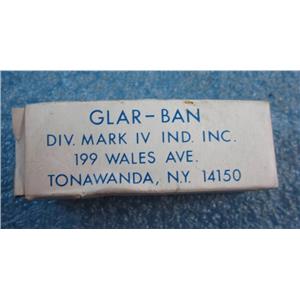 GLAR-BAN
DIV. MARK IV IND. INC.
199 WALES AVE.
TONAWANDA, N.Y. 14150